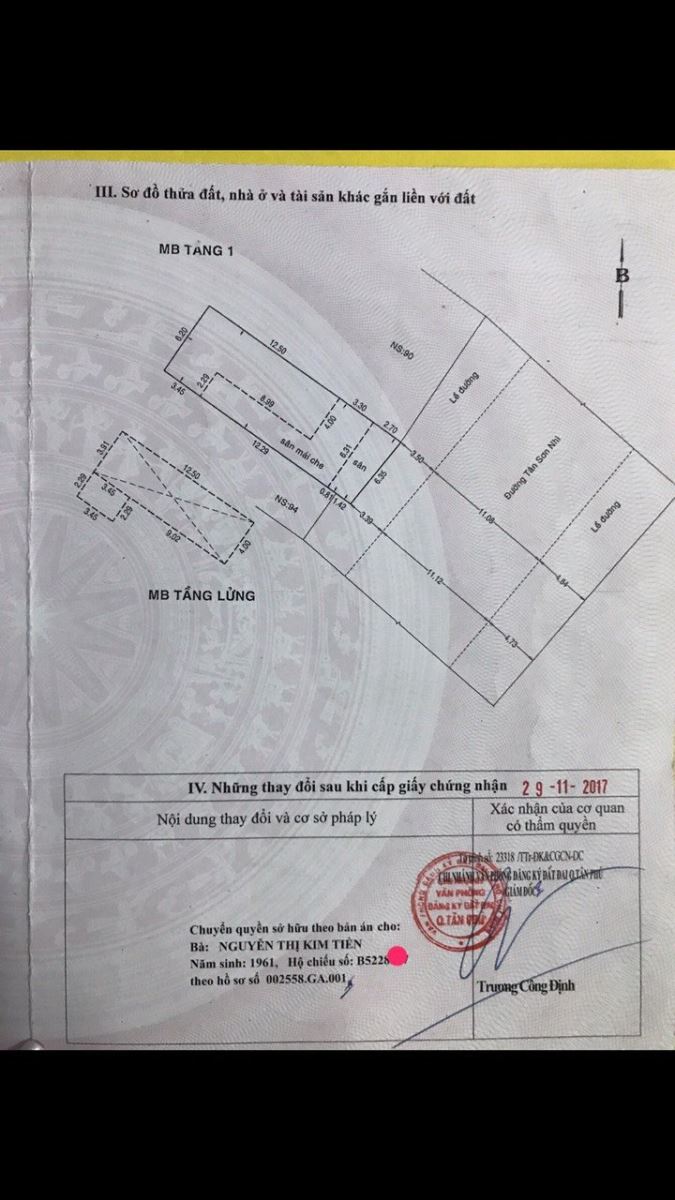 III. Sơ đồ thửa đất, nhà ở và tài sản khác gắn liền với đất
MB TẦNG 1
B
NS:90
Lề đường
Đường Tân Sơn Nhì
Lề đường
6.20
12.50
3.45
2.29
8.99
4.00
3.30
2.70
sân mái che
12.29
6.31
sân
6.35
0.81
1.42
3.39
3.50
11.08
4.84
11.12
4.73
NS:94
3.91
12.50
2.29
3.45
3.45
2.29
9.02
4.00
MB TẦNG LỬNG
IV. Những thay đổi sau khi cấp giấy chứng nhận 29-11-2017
Nội dung thay đổi và cơ sở pháp lý
Xác nhận của cơ quan
có thẩm quyền
số: 23318 /TTr-ĐK&CGCN-DC
CHI NHÁNH VĂN PHÒNG ĐĂNG KÝ ĐẤT ĐAI Q.TÂN PHÚ
GIÁM ĐỐC
VĂN PHÒNG
ĐĂNG KÝ ĐẤT ĐAI
Q.TÂN PHÚ
Chuyển quyền sở hữu theo bản án cho:
Bà: NGUYỄN THỊ KIM TIÊN
Năm sinh: 1961, Hộ chiếu số: B5228
theo hồ sơ số 002558.GA.001
Trương Công Định